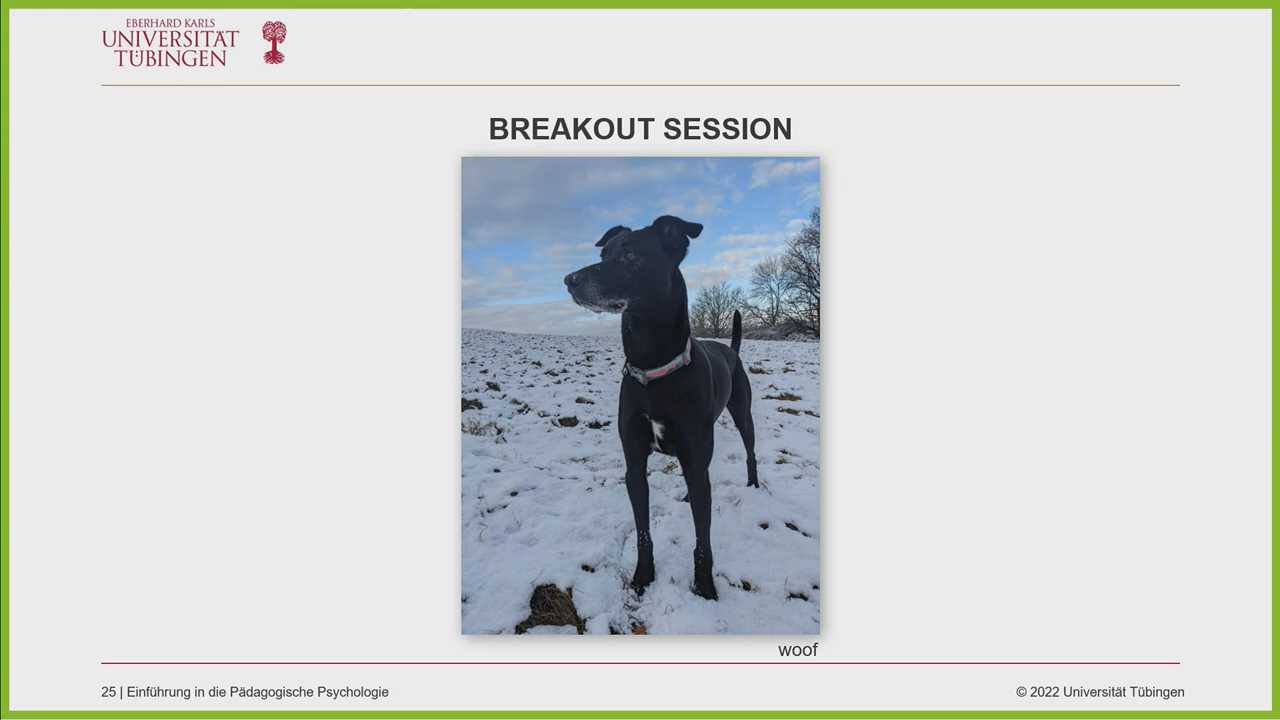 EBERHARD KARLS
UNIVERSITÄT
TÜBINGEN
BREAKOUT SESSION
woof
25 | Einführung in die Pädagogische Psychologie
© 2022 Universität Tübingen